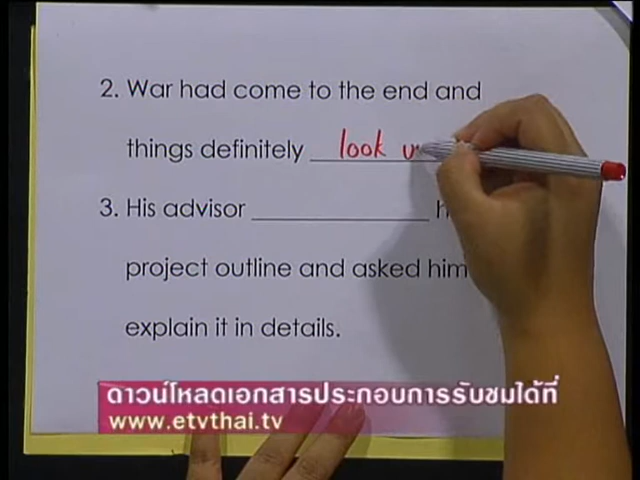 2. War had come to the end and
things definitely look
3. His advisor
project outline and asked him
explain it in details.
ดาวน์โหลดเอกสารประกอบการรับชมได้ที่
www.etvthai.tv